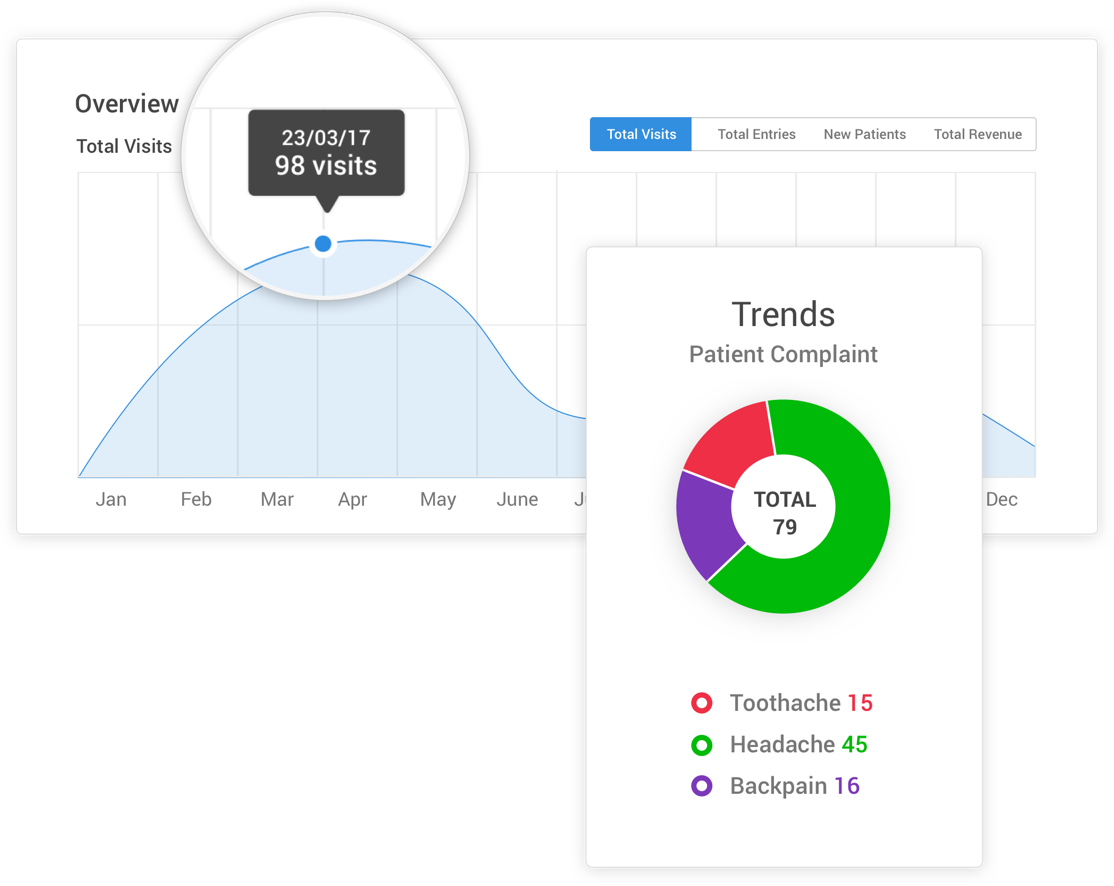 Overview
Total Visits
23/03/17
98 visits
Total Visits Total Entries New Patients Total Revenue
Jan Feb Mar Apr May June Dec
Trends
Patient Complaint
TOTAL
79
Toothache 15
Headache 45
Backpain 16